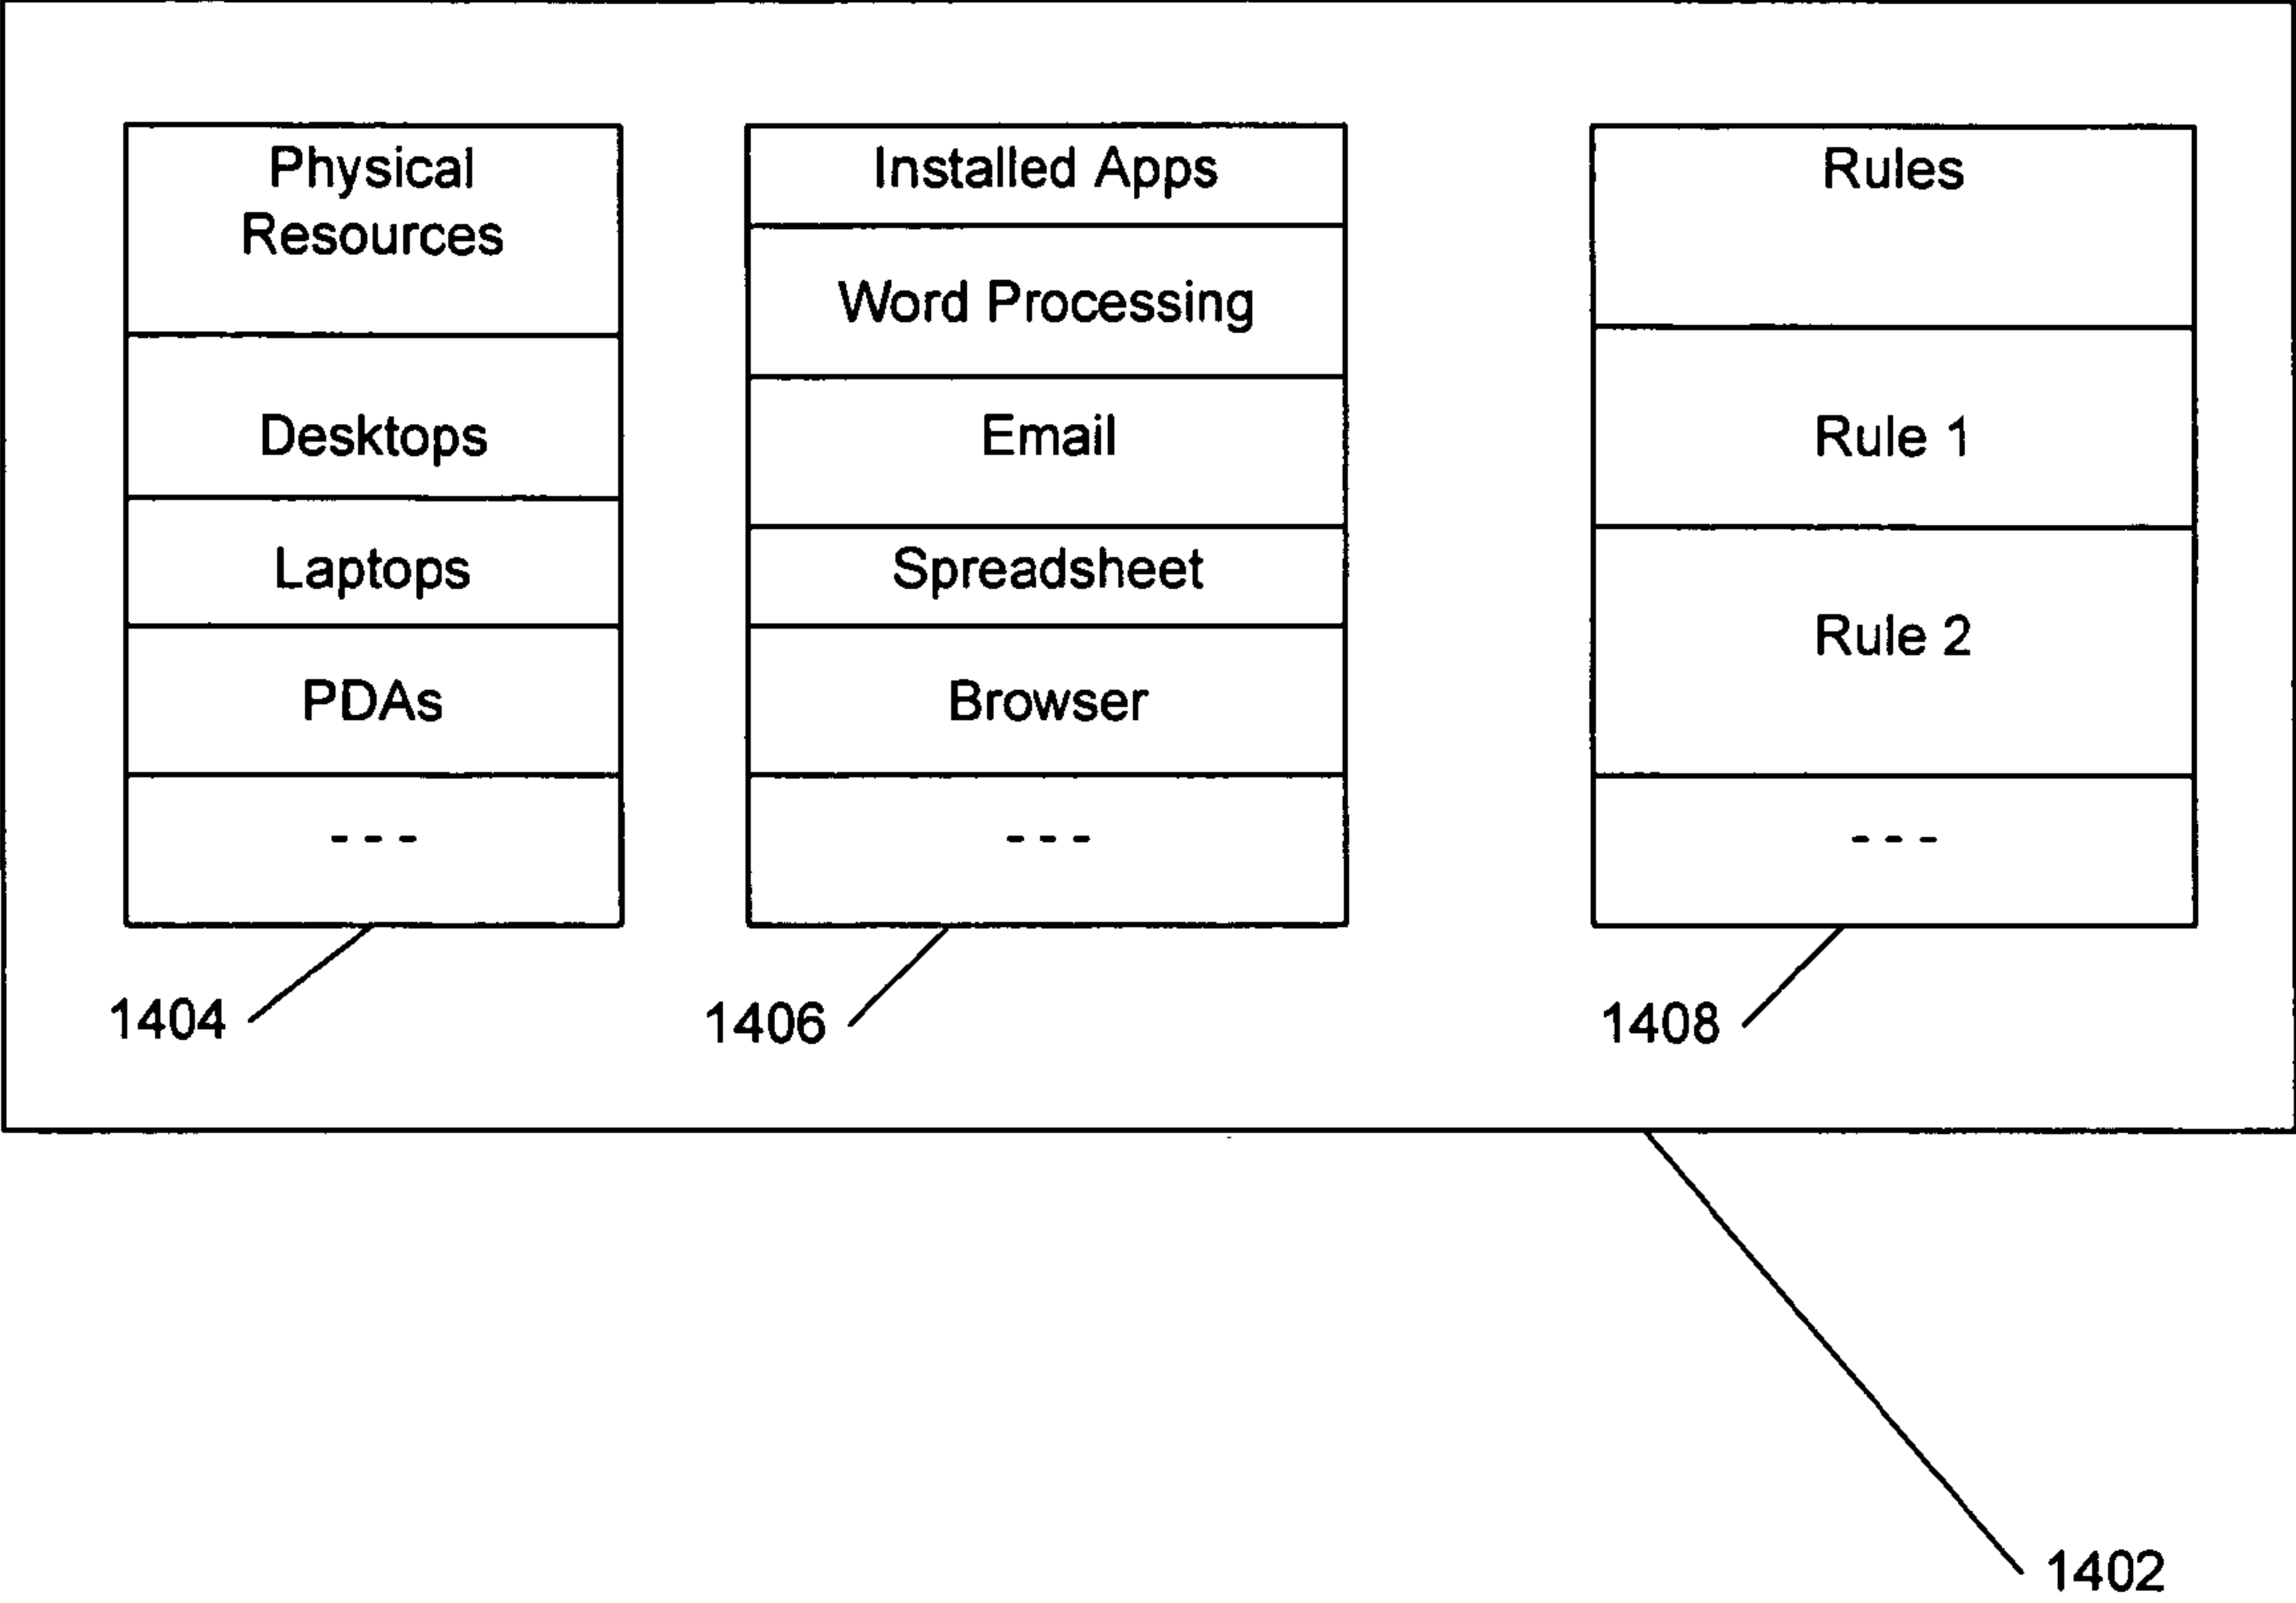 Physical
Resources
Desktops
Laptops
PDAs
- - -
1404
Installed Apps
Word Processing
Email
Spreadsheet
Browser
- - -
1406
Rules
Rule 1
Rule 2
- - -
1408
1402